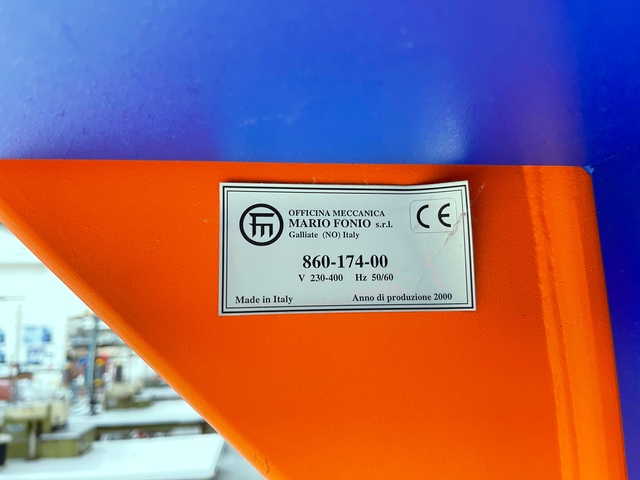 OFFICINA MECCANICA
MARIO FONIO s.r.l.
Galliate (NO) Italy
CE
860-174-00
V 230-400 Hz 50/60
Made in Italy Anno di produzione 2000